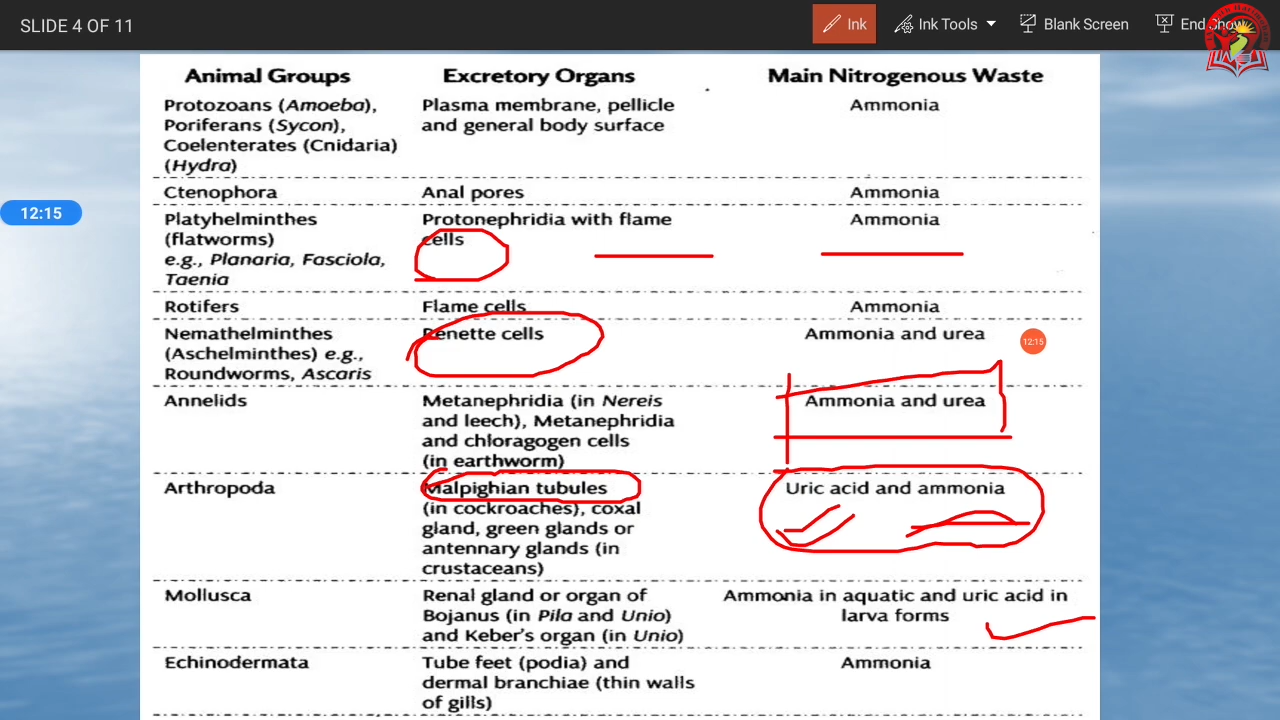 SLIDE 4 OF 11
Ink
Ink Tools
Blank Screen
End Show
Animal Groups Excretory Organs Main Nitrogenous Waste
Protozoans (Amoeba), Plasma membrane, pellicle Ammonia
Poriferans (Sycon), and general body surface
Coelenterates (Cnidaria)
(Hydra)
Ctenophora Anal pores Ammonia
12:15
Platyhelminthes Protonephridia with flame Ammonia
(flatworms) cells
e.g., Planaria, Fasciola,
Taenia
Rotifers Flame cells Ammonia
Nemathelminthes Renette cells Ammonia and urea
12:15
(Aschelminthes) e.g.,
Roundworms, Ascaris
Annelids Metanephridia (in Nereis Ammonia and urea
and leech), Metanephridia
and chloragogen cells
(in earthworm)
Arthropoda Malpighian tubules Uric acid and ammonia
(in cockroaches), coxal
gland, green glands or
antennary glands (in
crustaceans)
Mollusca Renal gland or organ of Ammonia in aquatic and uric acid in
Bojanus (in Pila and Unio) larva forms
and Keber's organ (in Unio)
Echinodermata Tube feet (podia) and Ammonia
dermal branchiae (thin walls
of gills)